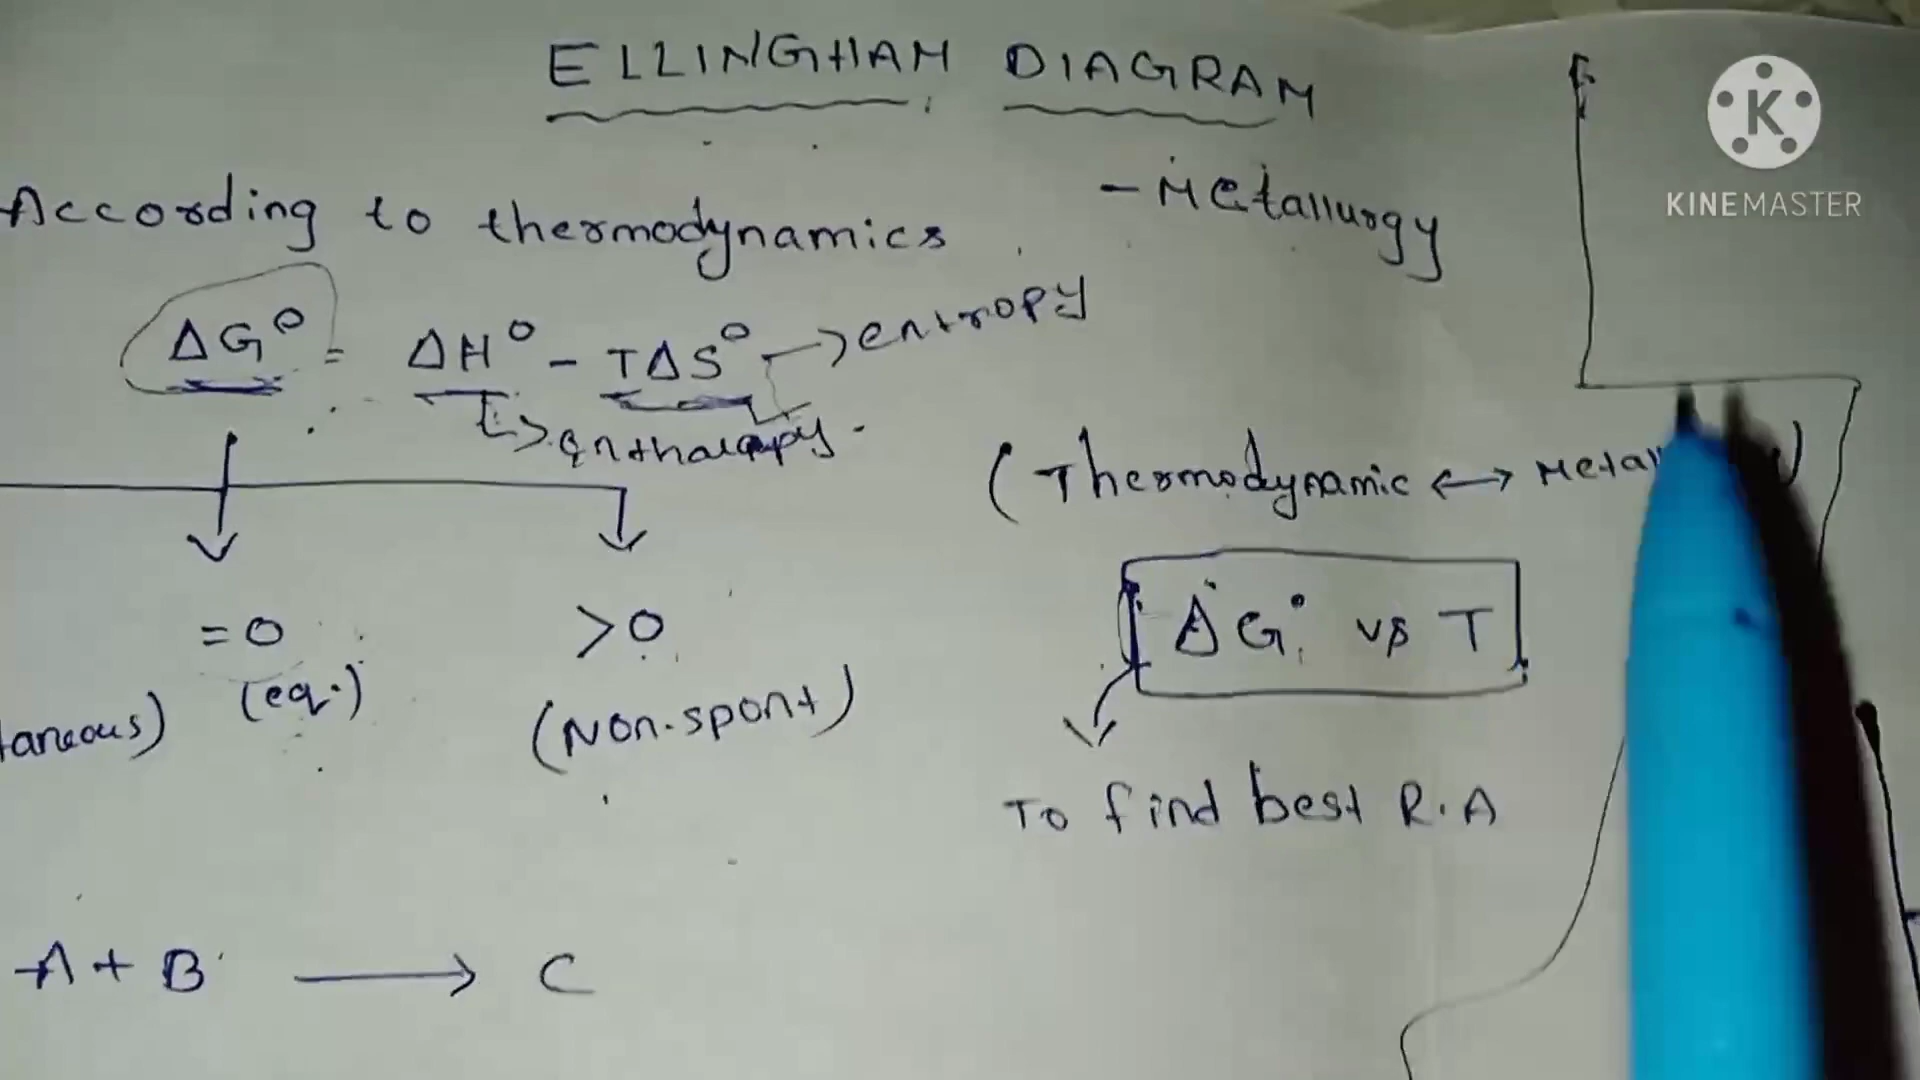 ELLINGHAM DIAGRAM
- Metallurgy
According to thermodynamics
ΔG° = ΔH° - TΔS° → entropy
enthalpy.
(Thermodynamic ↔ Metal
=0
>0
(eq.)
(Non-spont)
taneous)
ΔG° vs T
To find best R.A
A + B → C
K
KINEMASTER